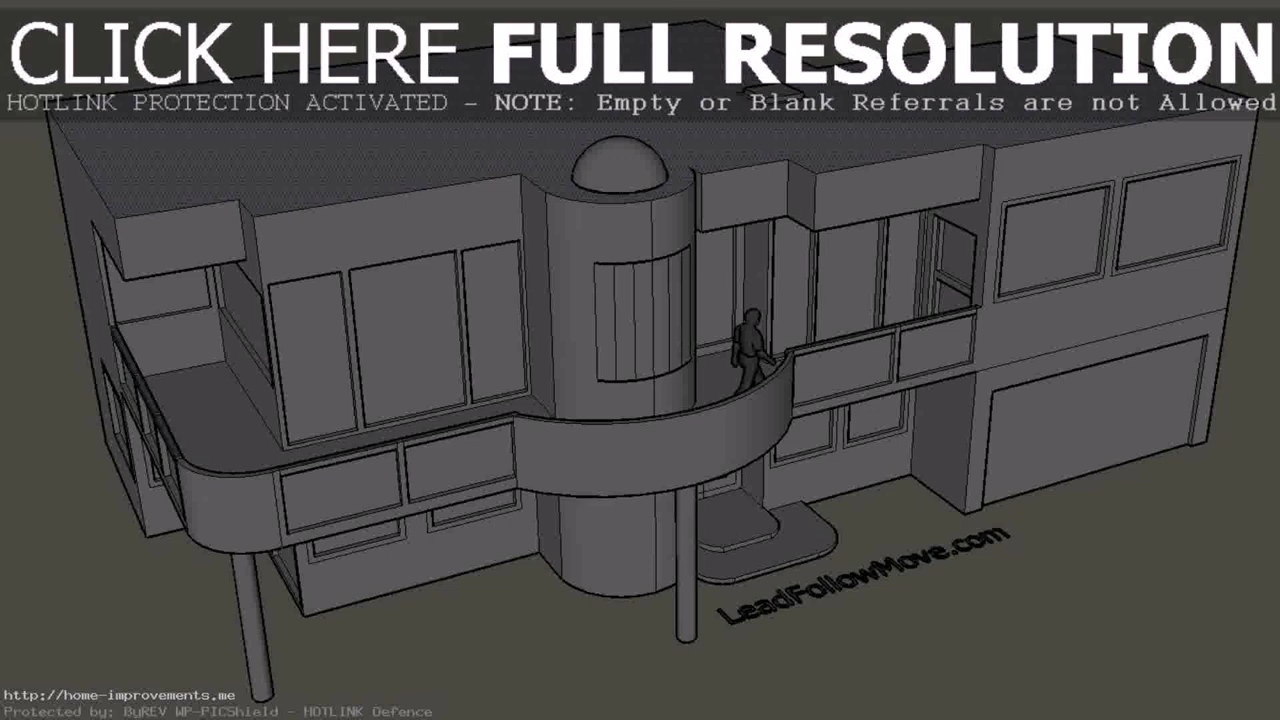 CLICK HERE FULL RESOLUTION
HOTLINK PROTECTION ACTIVATED - NOTE: Empty or Blank Referrals are not Allowed
LeadFollowMove.com
http://home-improvements.me
Protected by: ByREV WP-PICShield - HOTLINK Defence